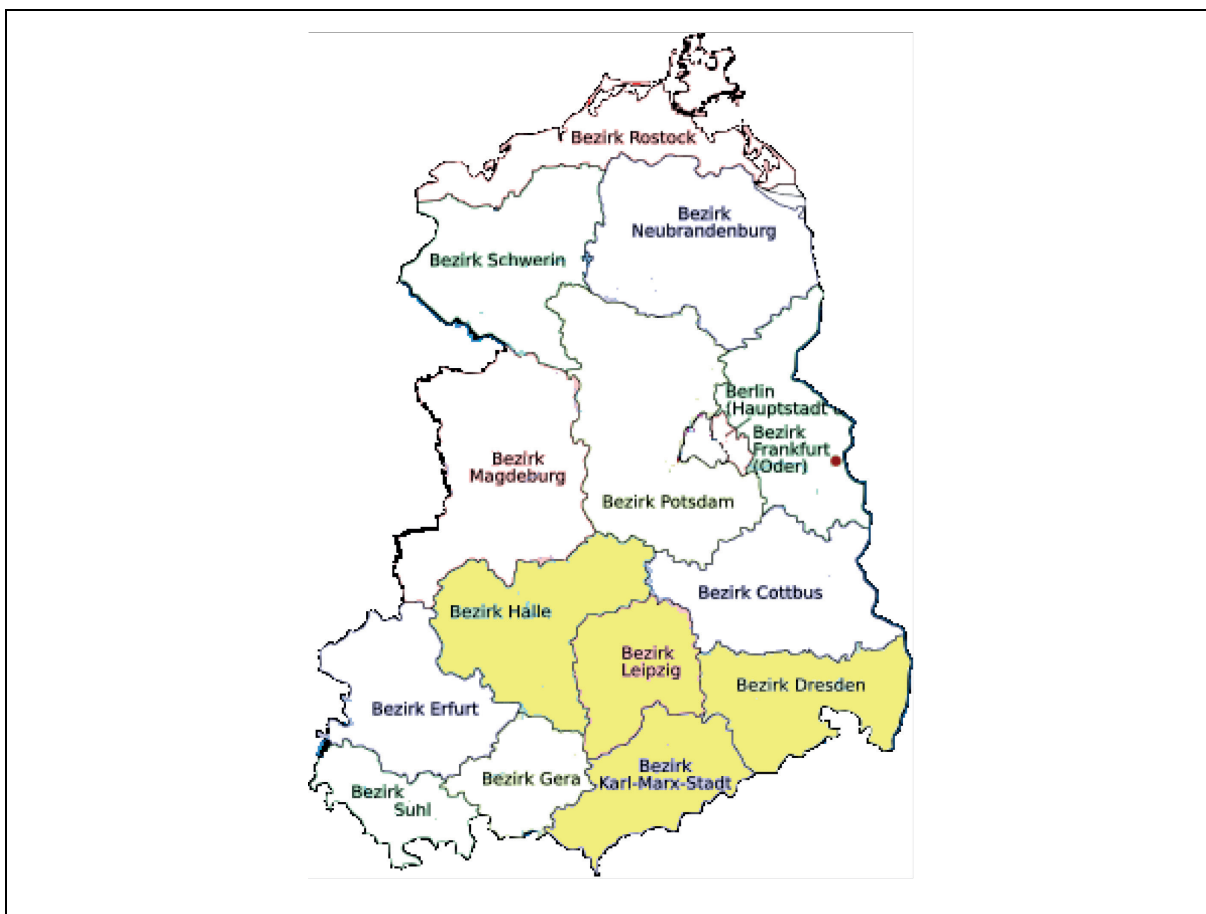 Bezirk Rostock
Bezirk
Neubrandenburg
Bezirk Schwerin
Berlin
(Hauptstadt
Bezirk
Frankfurt
(Oder)
Bezirk
Magdeburg
Bezirk Potsdam
Bezirk Cottbus
Bezirk Halle
Bezirk
Leipzig
Bezirk Dresden
Bezirk Erfurt
Bezirk Gera
Bezirk
Karl-Marx-Stadt
Bezirk
Suhl